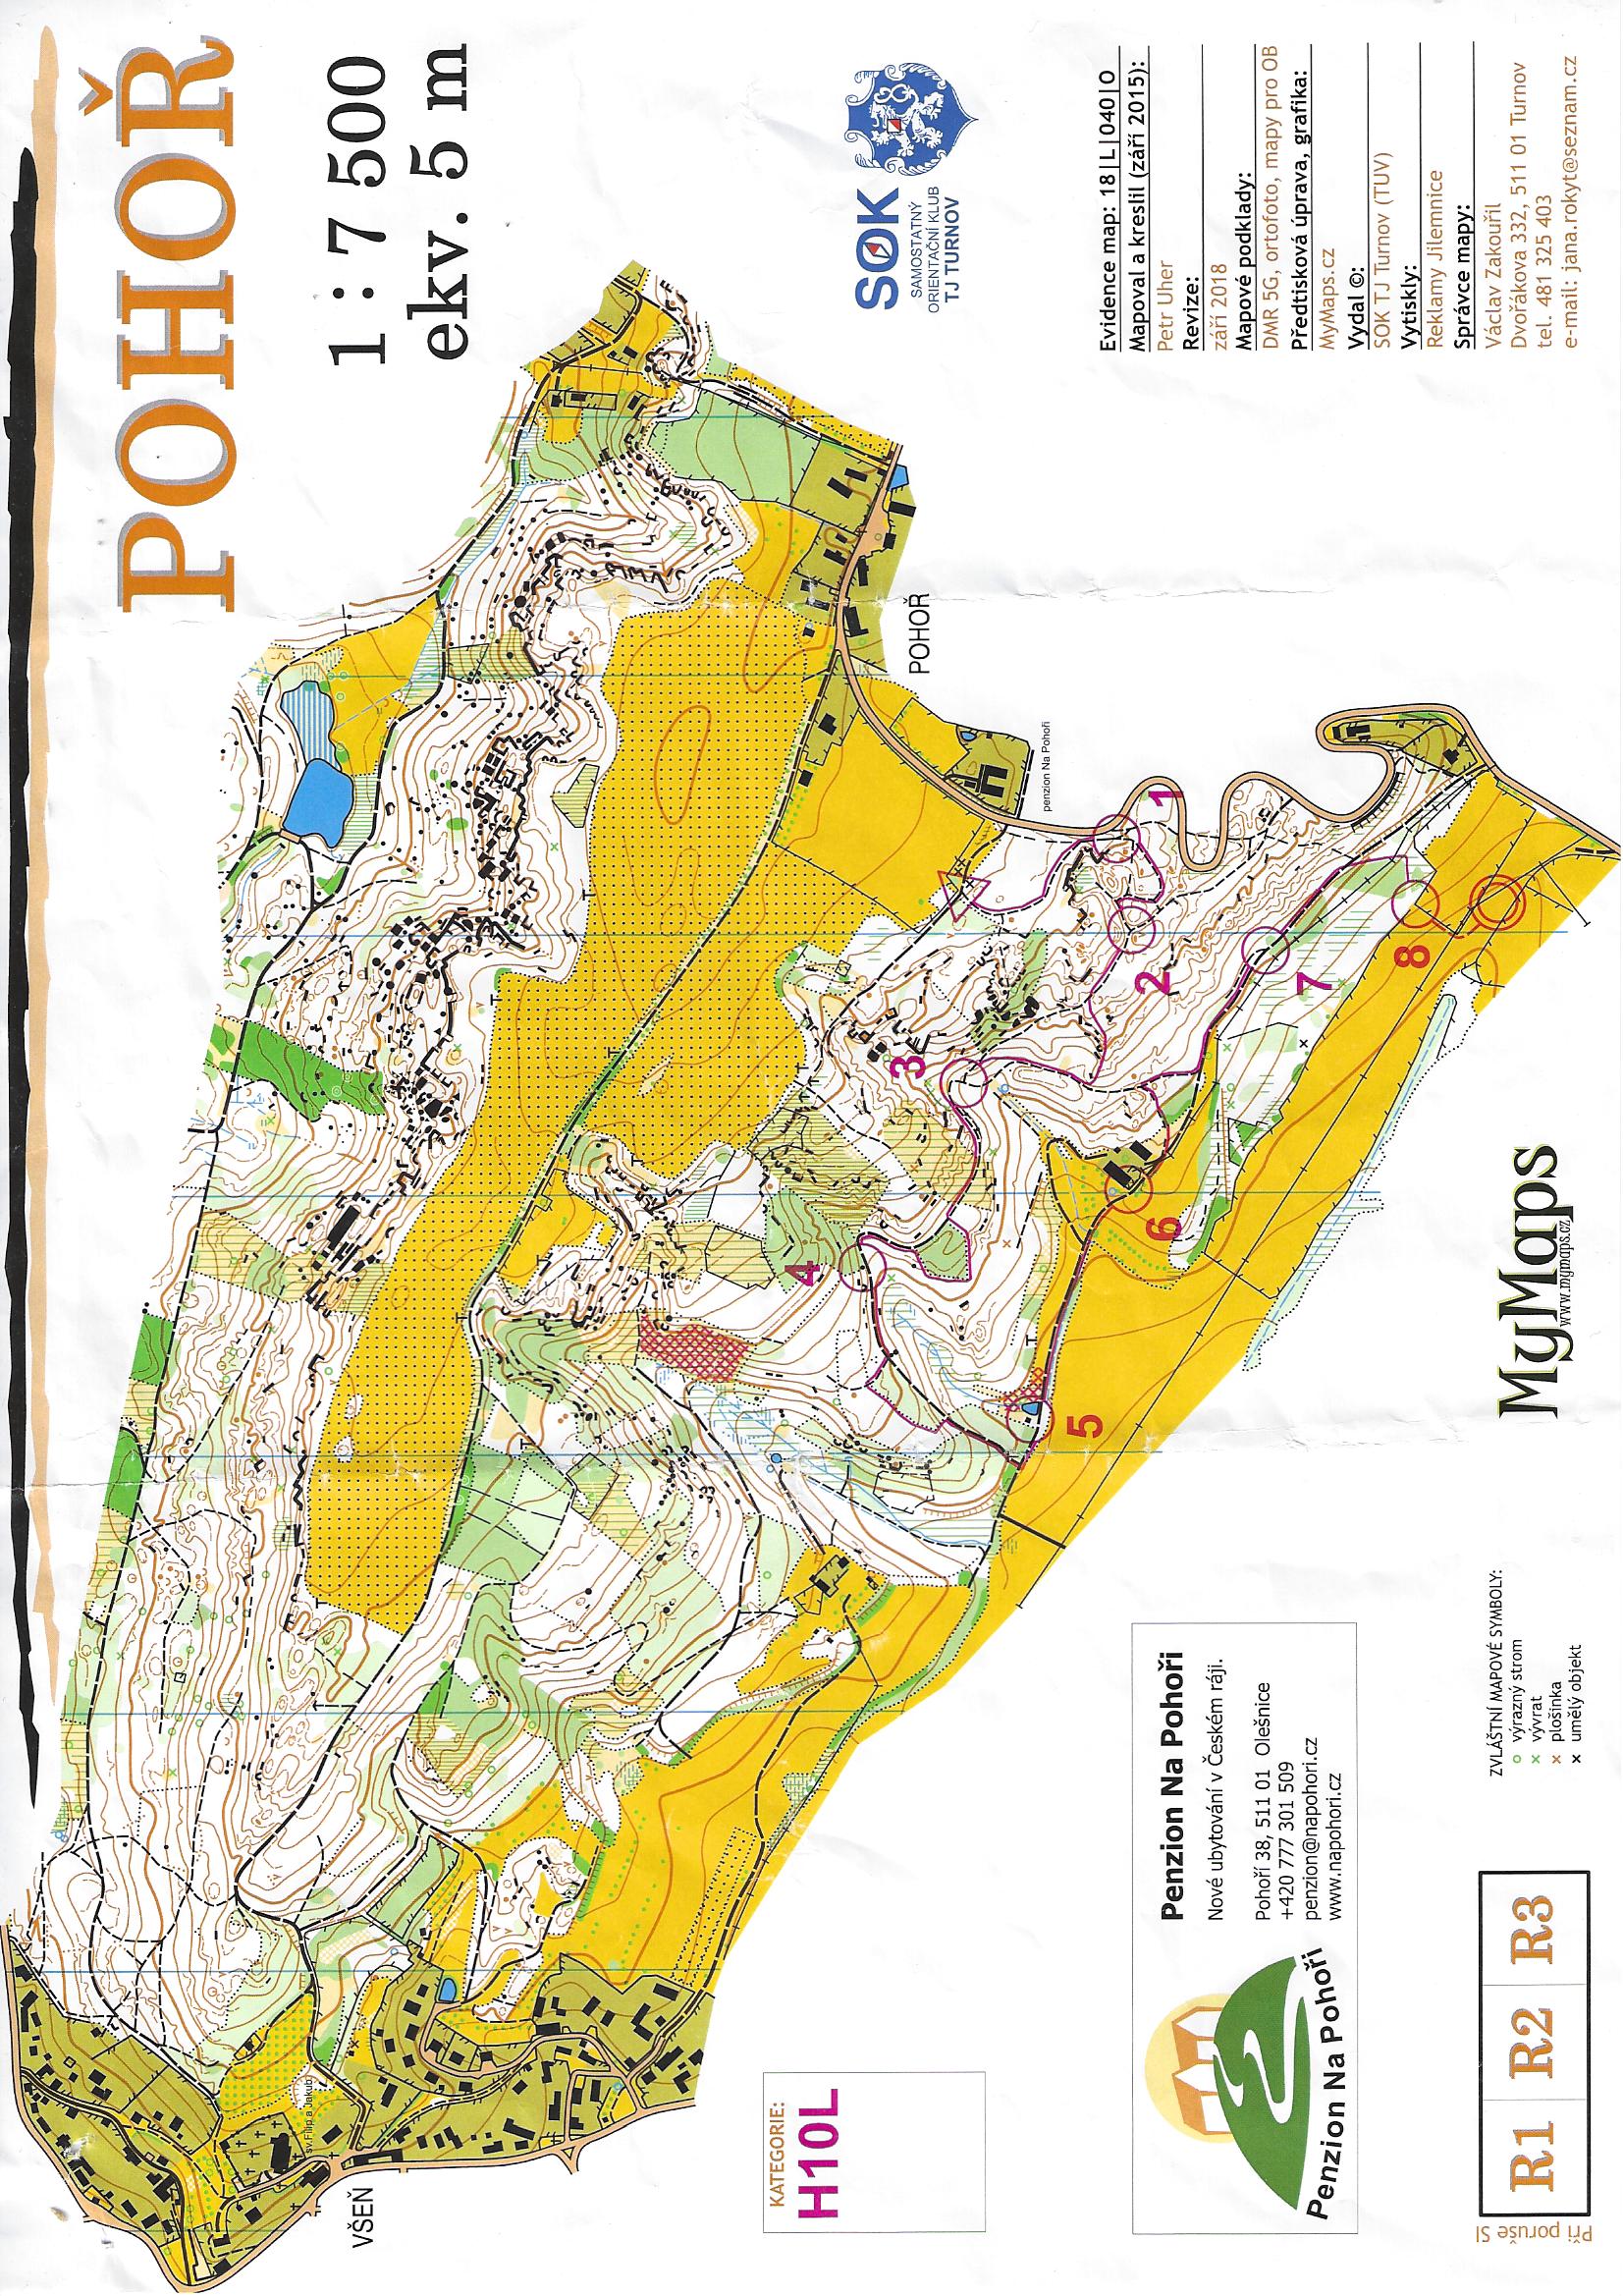 POHOŘ
1 : 7 500
ekv. 5 m
sv.Filip a Jakub
VŠEŇ
KATEGORIE:
H10L
4
3
POHOŘ
penzion Na Pohoři
5
2
1
6
7
8
SOK
SAMOSTATNÝ
ORIENTAČNÍ KLUB
TJ TURNOV
Evidence map: 18|L|040|O
Mapoval a kreslil (září 2015):
Petr Uher
Revize:
září 2018
Mapové podklady:
DMR 5G, ortofoto, mapy pro OB
Předtisková úprava, grafika:
MyMaps.cz
Vydal ©:
SOK TJ Turnov (TUV)
Vytiskly:
Reklamy Jilemnice
Správce mapy:
Václav Zakouřil
Dvořákova 332, 511 01 Turnov
tel. 481 325 403
e-mail: jana.rokyt@seznam.cz
Penzion Na Pohoři
Penzion Na Pohoři
Nové ubytování v Českém ráji.
Pohoří 38, 511 01 Olešnice
+420 777 301 509
penzion@napohori.cz
www.napohori.cz
Při poruše SI
R1 R2 R3
ZVLÁŠTNÍ MAPOVÉ SYMBOLY:
výrazný strom
vývrat
plošinka
umělý objekt
MyMaps
www.mymaps.cz